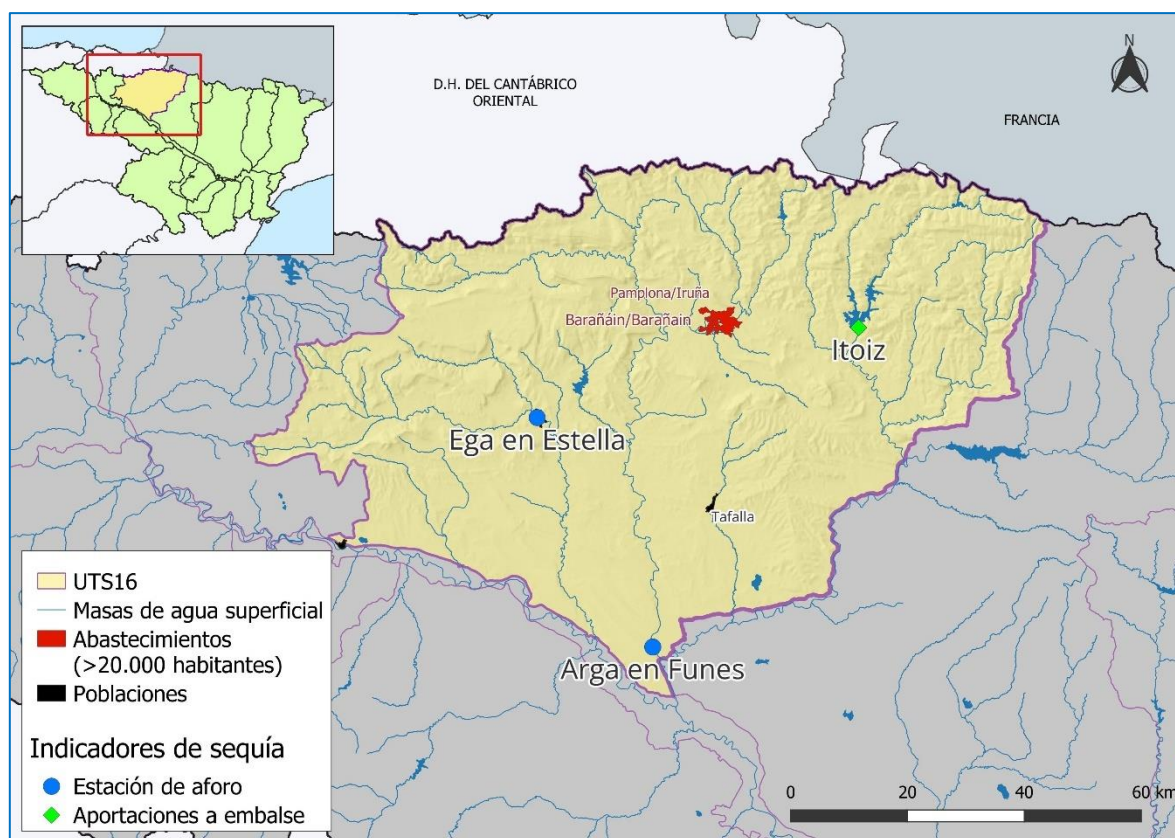 D.H. DEL CANTÁBRICO
ORIENTAL
N
FRANCIA
Pamplona/Iruña
Barañáin/Barañain
Itoiz
Ega en Estella
Tafalla
Arga en Funes
UTS16
Masas de agua superficial
Abastecimientos
(>20.000 habitantes)
Poblaciones
Indicadores de sequía
Estación de aforo
Aportaciones a embalse
0 20 40 60 km